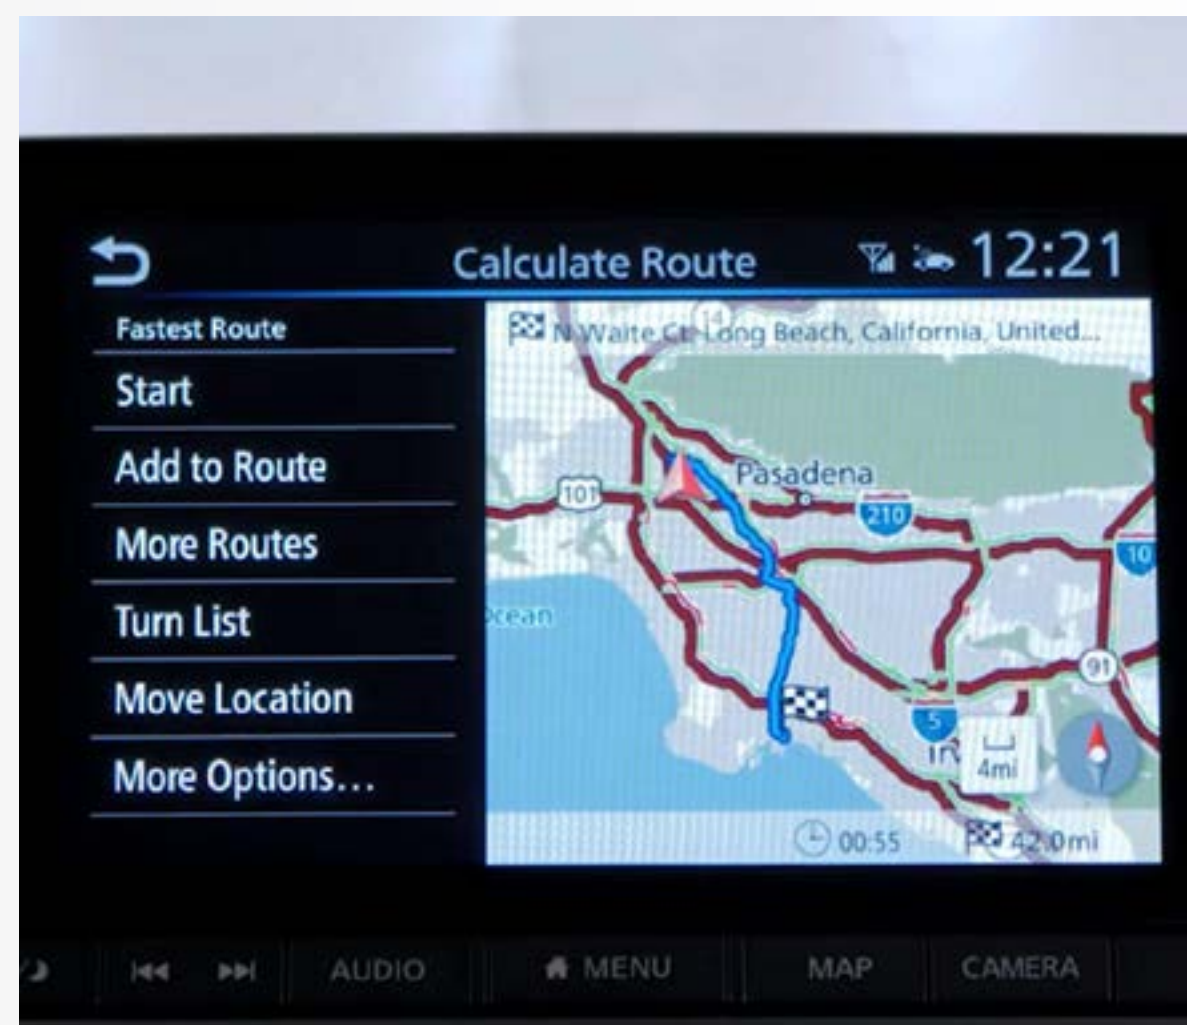 Calculate Route
12:21
Fastest Route
Start
Add to Route
More Routes
Turn List
Move Location
More Options...
14
N Waite Ct Long Beach, California, United...
Pasadena
101
210
10
Ocean
91
5
4mi
00:55
42.0mi
AUDIO
MENU
MAP
CAMERA